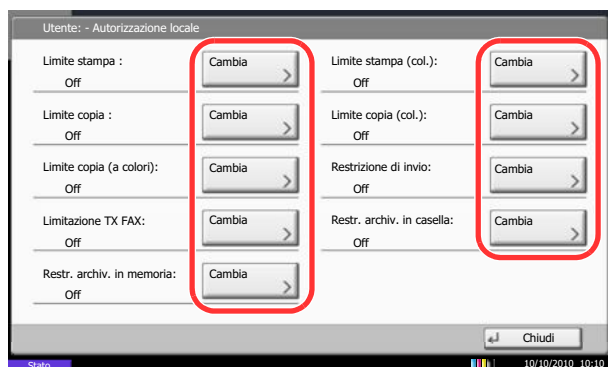 Utente: - Autorizzazione locale
Limite stampa :
Off
Cambia
Limite stampa (col.):
Off
Cambia
Limite copia :
Off
Cambia
Limite copia (col.):
Off
Cambia
Limite copia (a colori):
Off
Cambia
Restrizione di invio:
Off
Cambia
Limitazione TX FAX:
Off
Cambia
Restr. archiv. in casella:
Off
Cambia
Restr. archiv. in memoria:
Off
Cambia
Chiudi
Stato
10/10/2010 10:10